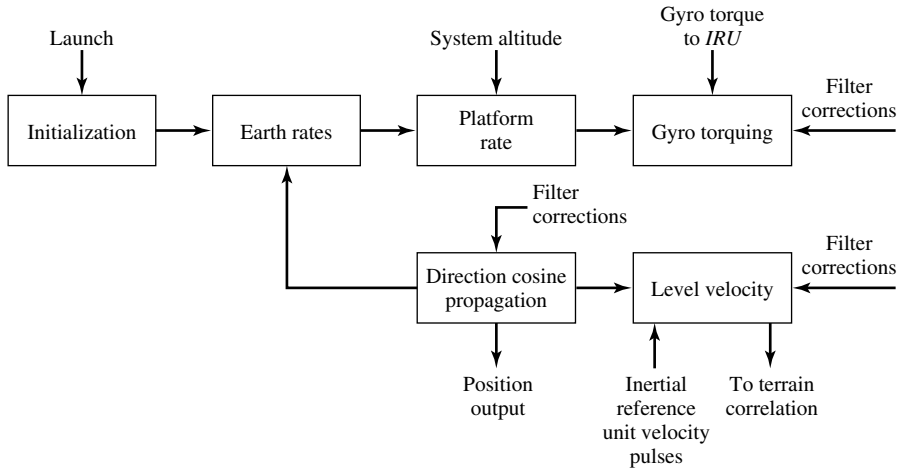 Launch
System altitude
Gyro torque
to IRU
Filter
corrections
Initialization
Earth rates
Platform
rate
Gyro torquing
Filter
corrections
Filter
corrections
Direction cosine
propagation
Level velocity
Position
output
Inertial
reference
unit velocity
pulses
To terrain
correlation